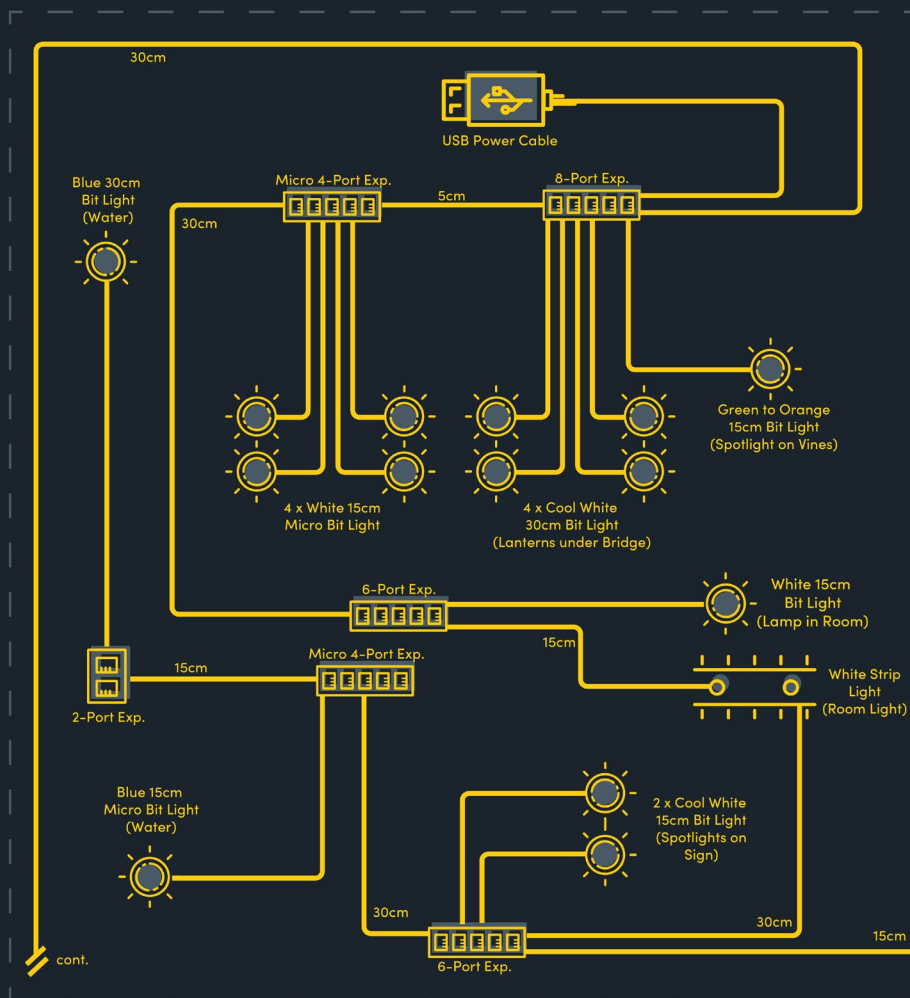 30cm
USB Power Cable
Blue 30cm
Bit Light
(Water)
Micro 4-Port Exp.
8-Port Exp.
5cm
30cm
Green to Orange
15cm Bit Light
(Spotlight on Vines)
4 x White 15cm
Micro Bit Light
4 x Cool White
30cm Bit Light
(Lanterns under Bridge)
6-Port Exp.
White 15cm
Bit Light
(Lamp in Room)
15cm
Micro 4-Port Exp.
15cm
2-Port Exp.
White Strip
Light
(Room Light)
Blue 15cm
Micro Bit Light
(Water)
2 x Cool White
15cm Bit Light
(Spotlights on
Sign)
30cm
30cm
15cm
6-Port Exp.
cont.